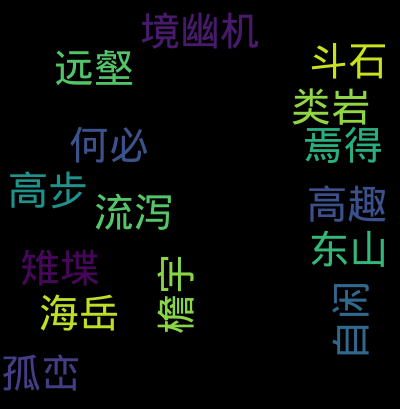 境幽机
斗石
远壑
类岩
何必
焉得
高步
高趣
流泻
东山
雉堞
檐宇
海岳
自闲
孤峦